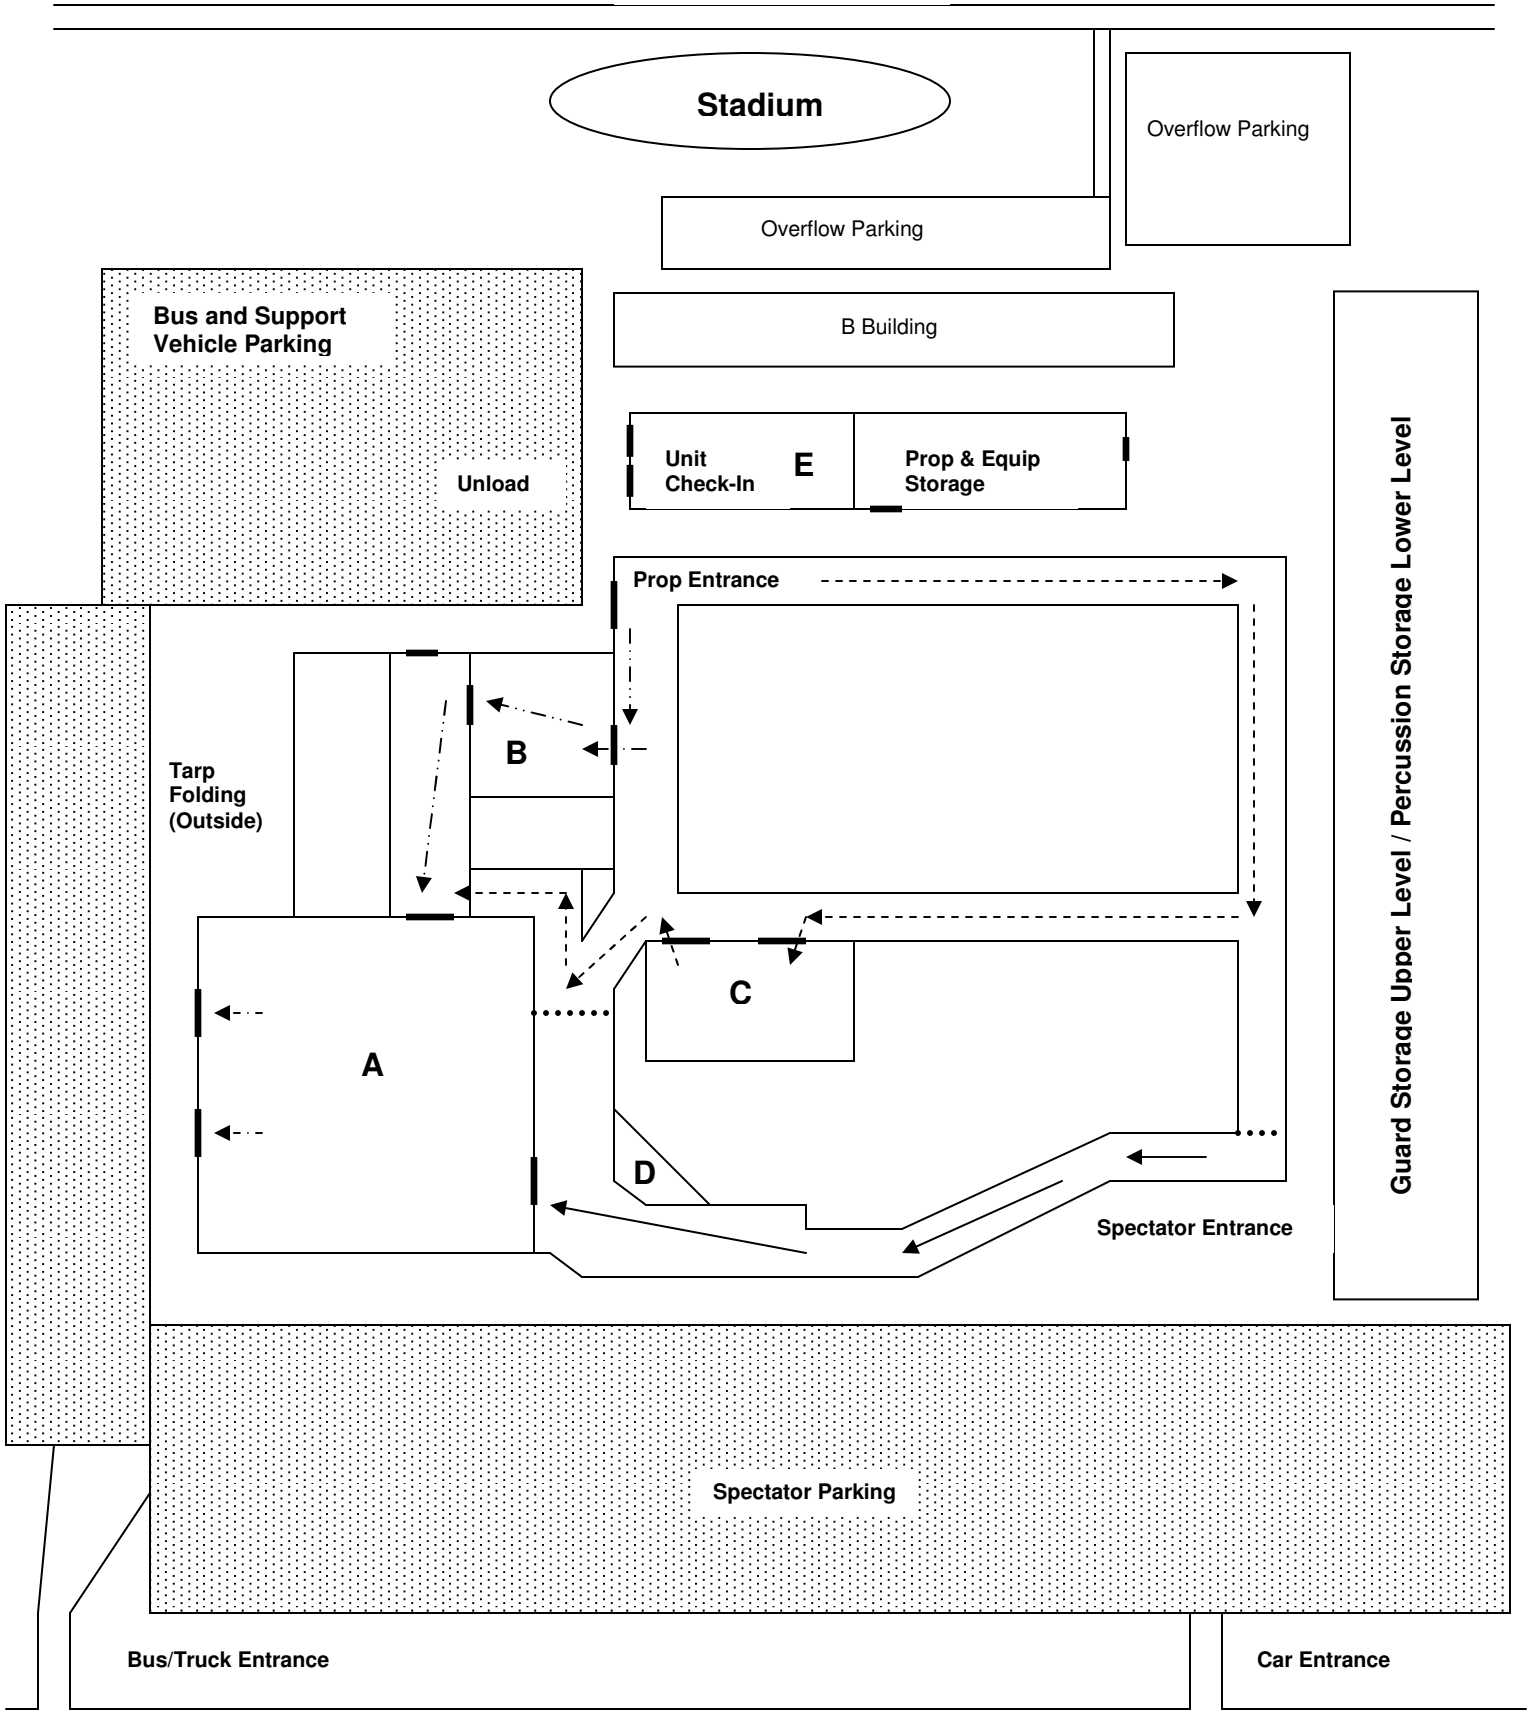 Stadium
Overflow Parking
Overflow Parking
Bus and Support
Vehicle Parking
B Building
Unload
Unit
Check-In
E
Prop & Equip
Storage
Guard Storage Upper Level / Percussion Storage Lower Level
Prop Entrance
B
Tarp
Folding
(Outside)
C
A
D
Spectator Entrance
Spectator Parking
Bus/Truck Entrance
Car Entrance